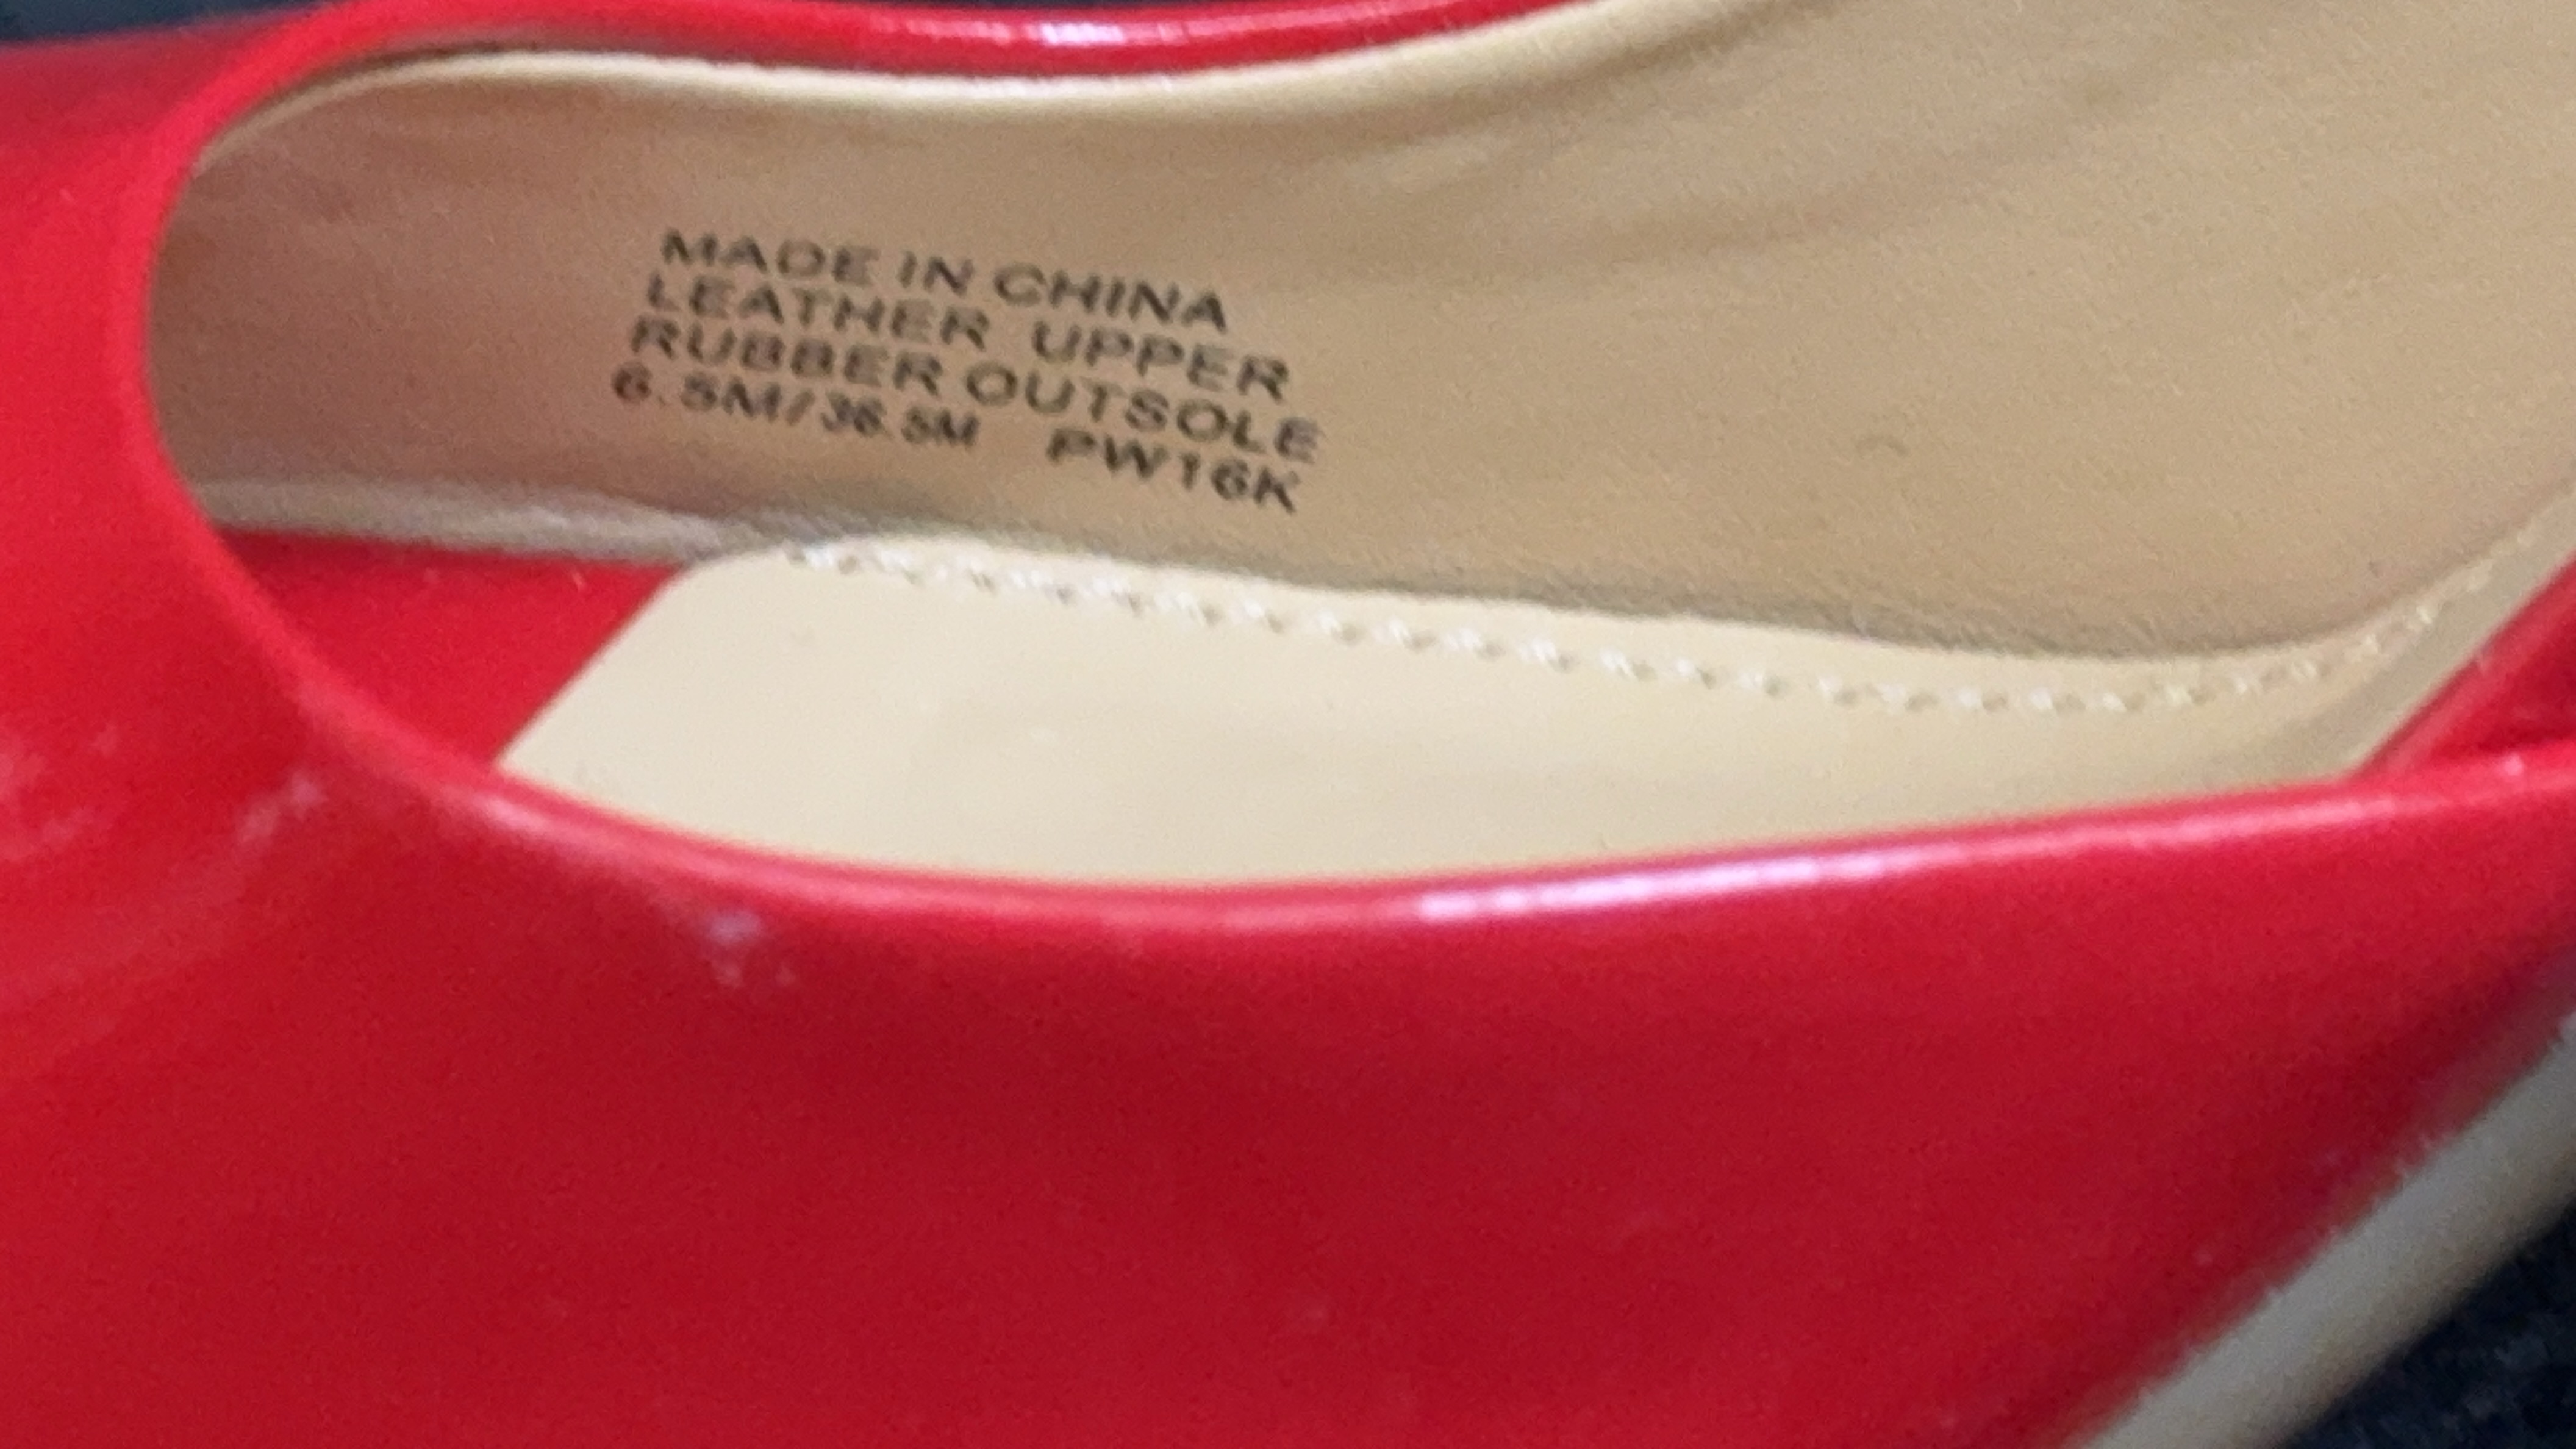 MADE IN CHINA
LEATHER UPPER
RUBBER OUTSOLE
6.5M/36.5M PW16K